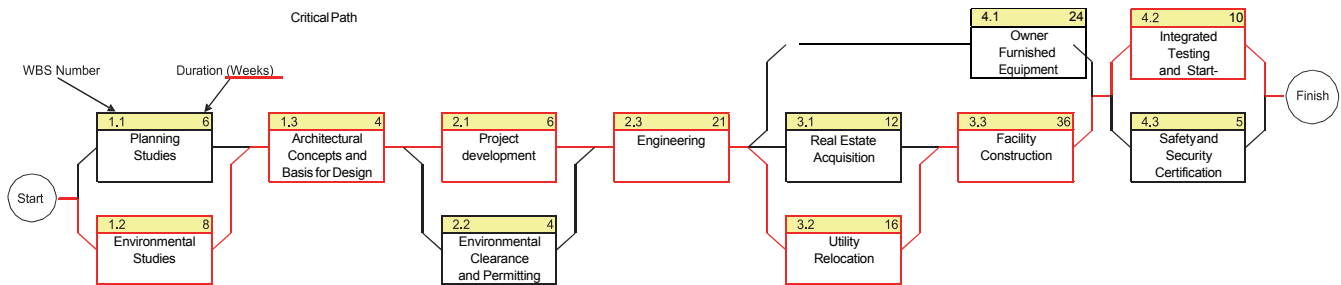 Critical Path
WBS Number
Duration (Weeks)
Start
1.1 6
Planning
Studies
1.2 8
Environmental
Studies
1.3 4
Architectural
Concepts and
Basis for Design
2.1 6
Project
development
2.2 4
Environmental
Clearance
and Permitting
2.3 21
Engineering
3.1 12
Real Estate
Acquisition
3.2 16
Utility
Relocation
3.3 36
Facility
Construction
4.1 24
Owner
Furnished
Equipment
4.2 10
Integrated
Testing
and Start-
4.3 5
Safetyand
Security
Certification
Finish